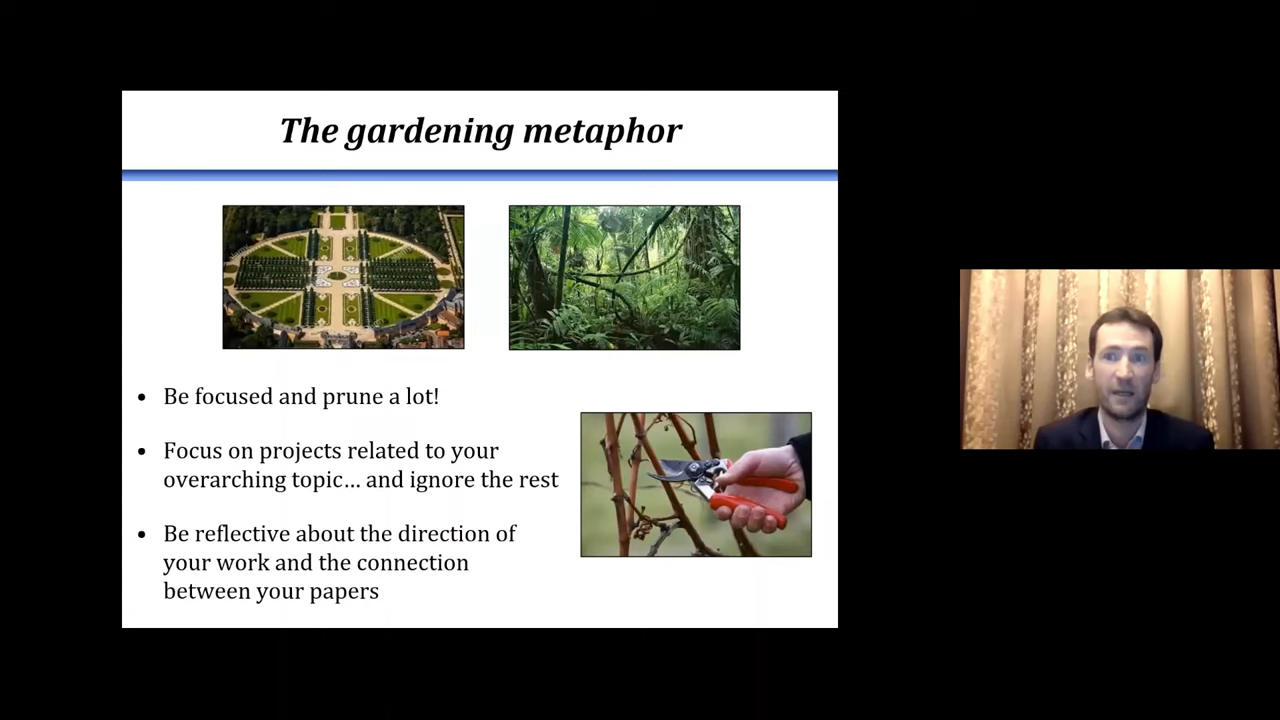 The gardening metaphor
• Be focused and prune a lot!
• Focus on projects related to your
overarching topic… and ignore the rest
• Be reflective about the direction of
your work and the connection
between your papers